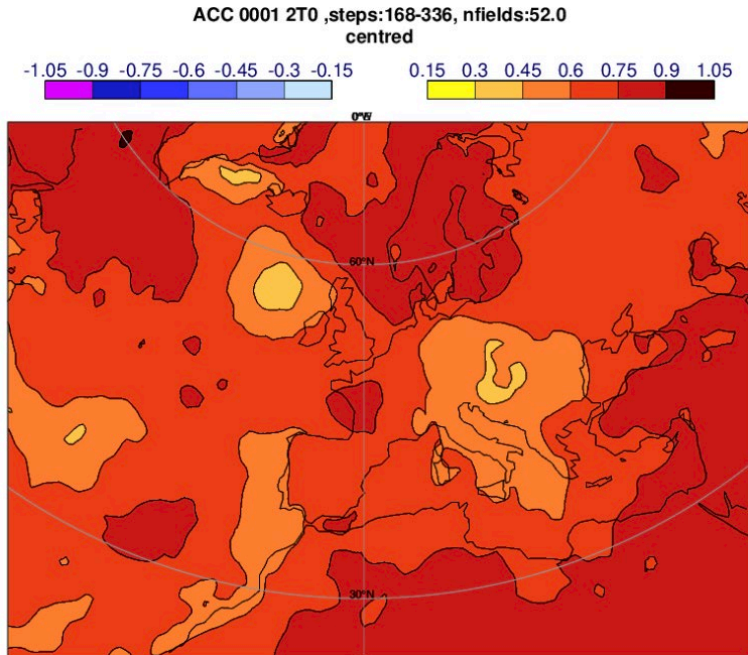 ACC 0001 2T0 ,steps:168-336, nfields:52.0
centred
-1.05 -0.9 -0.75 -0.6 -0.45 -0.3 -0.15
0.15 0.3 0.45 0.6 0.75 0.9 1.05
60°N
30°N